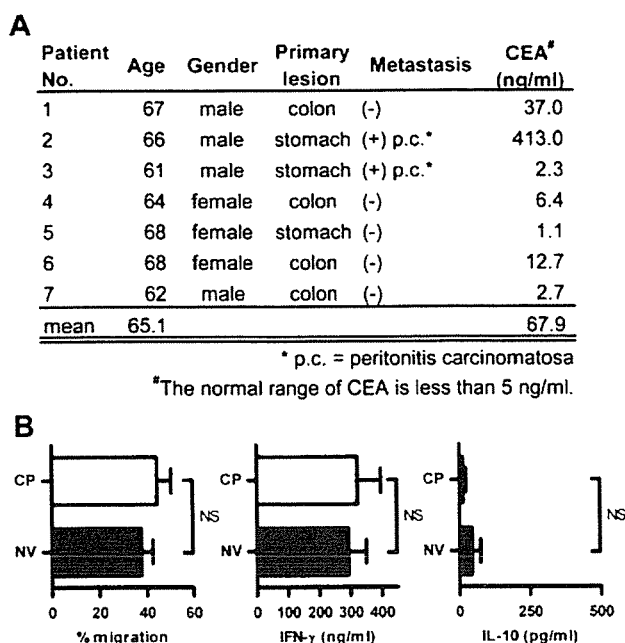 A
Patient No. Age Gender Primary lesion Metastasis CEA# (ng/ml)
1 67 male colon (-) 37.0
2 66 male stomach (+) p.c.* 413.0
3 61 male stomach (+) p.c.* 2.3
4 64 female colon (-) 6.4
5 68 female stomach (-) 1.1
6 68 female colon (-) 12.7
7 62 male colon (-) 2.7
mean 65.1 67.9
* p.c. = peritonitis carcinomatosa
#The normal range of CEA is less than 5 ng/ml.
B
CP NS
NV
0 20 40 60
% migration
NS
0 100 200 300 400
IFN-γ (ng/ml)
CP NS
NV
0 250 500
IL-10 (pg/ml)